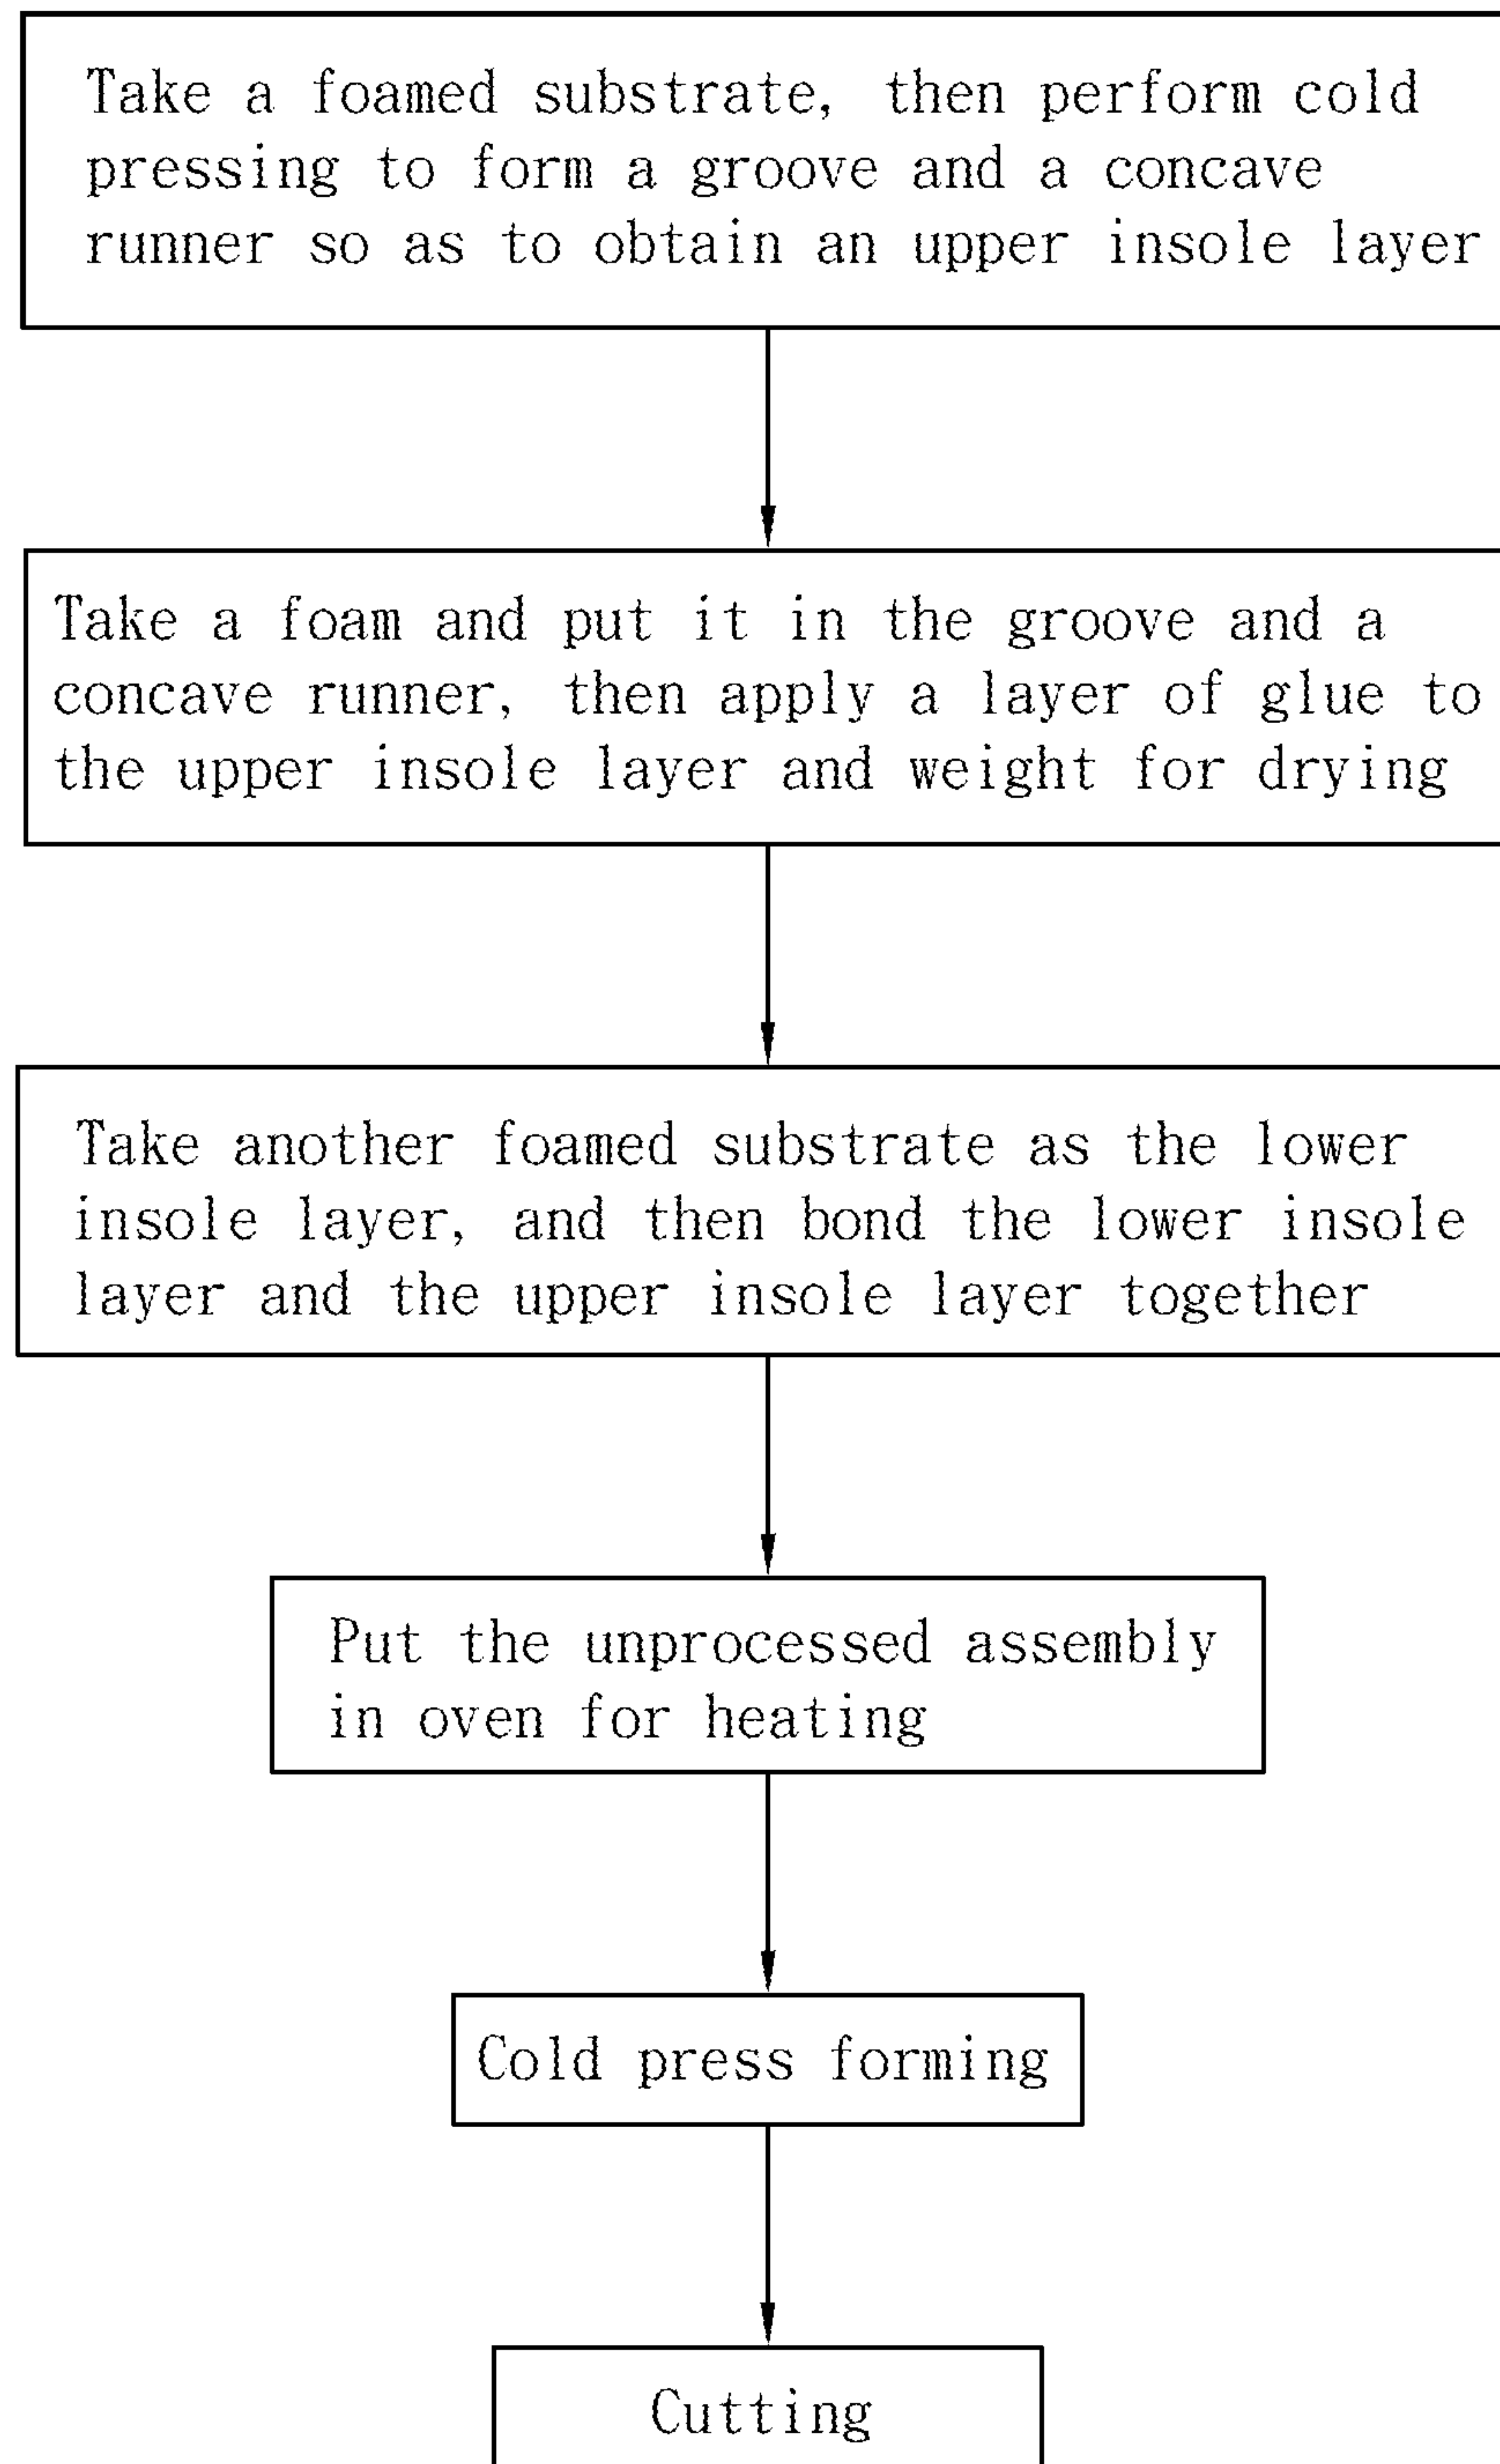 Take a foamed substrate, then perform cold
pressing to form a groove and a concave
runner so as to obtain an upper insole layer
Take a foam and put it in the groove and a
concave runner, then apply a layer of glue to
the upper insole layer and weight for drying
Take another foamed substrate as the lower
insole layer, and then bond the lower insole
layer and the upper insole layer together
Put the unprocessed assembly
in oven for heating
Cold press forming
Cutting